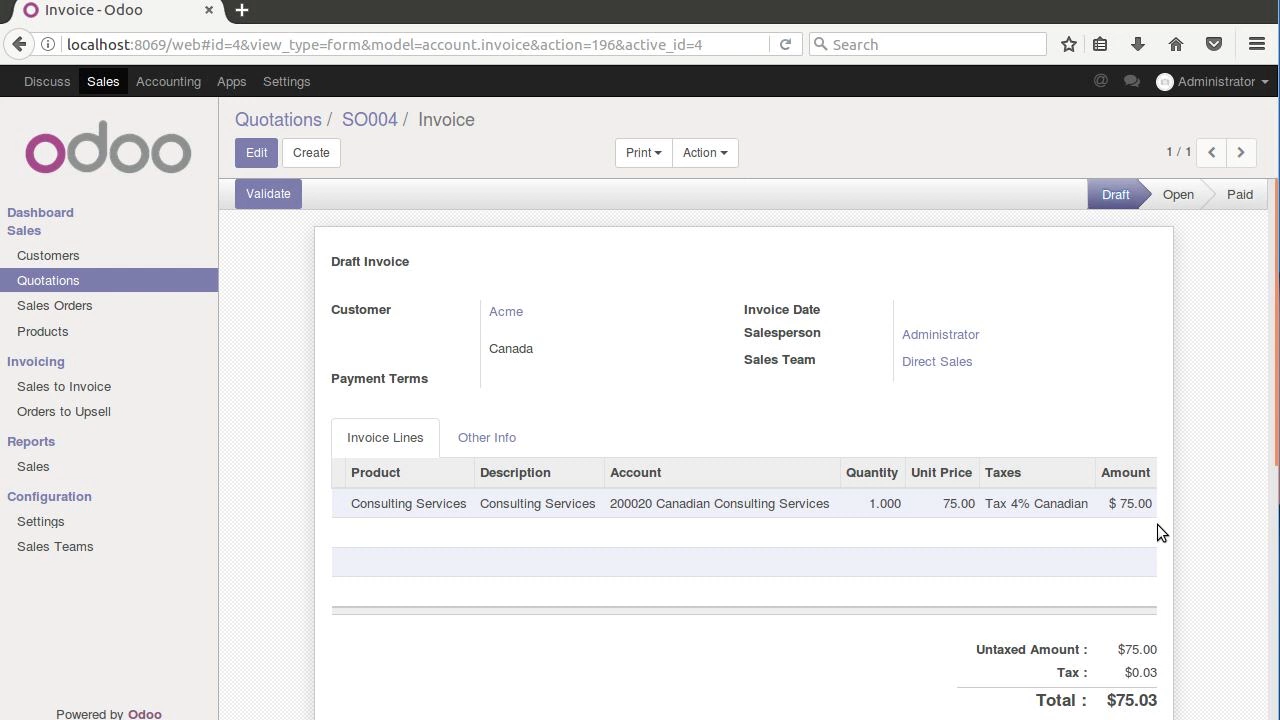 Invoice - Odoo
localhost:8069/web#id=4&view_type=form&model=account.invoice&action=196&active_id=4
Search
Discuss Sales Accounting Apps Settings
@ Administrator
odoo
Quotations / SO004 / Invoice
Edit Create Print Action 1 / 1
Validate Draft Open Paid
Dashboard
Sales
Customers
Quotations
Sales Orders
Products
Invoicing
Sales to Invoice
Orders to Upsell
Reports
Sales
Configuration
Settings
Sales Teams
Powered by Odoo
Draft Invoice
Customer Acme
Canada
Payment Terms
Invoice Date
Salesperson Administrator
Sales Team Direct Sales
Invoice Lines Other Info
Product Description Account Quantity Unit Price Taxes Amount
Consulting Services Consulting Services 200020 Canadian Consulting Services 1.000 75.00 Tax 4% Canadian $ 75.00
Untaxed Amount : $75.00
Tax : $0.03
Total : $75.03